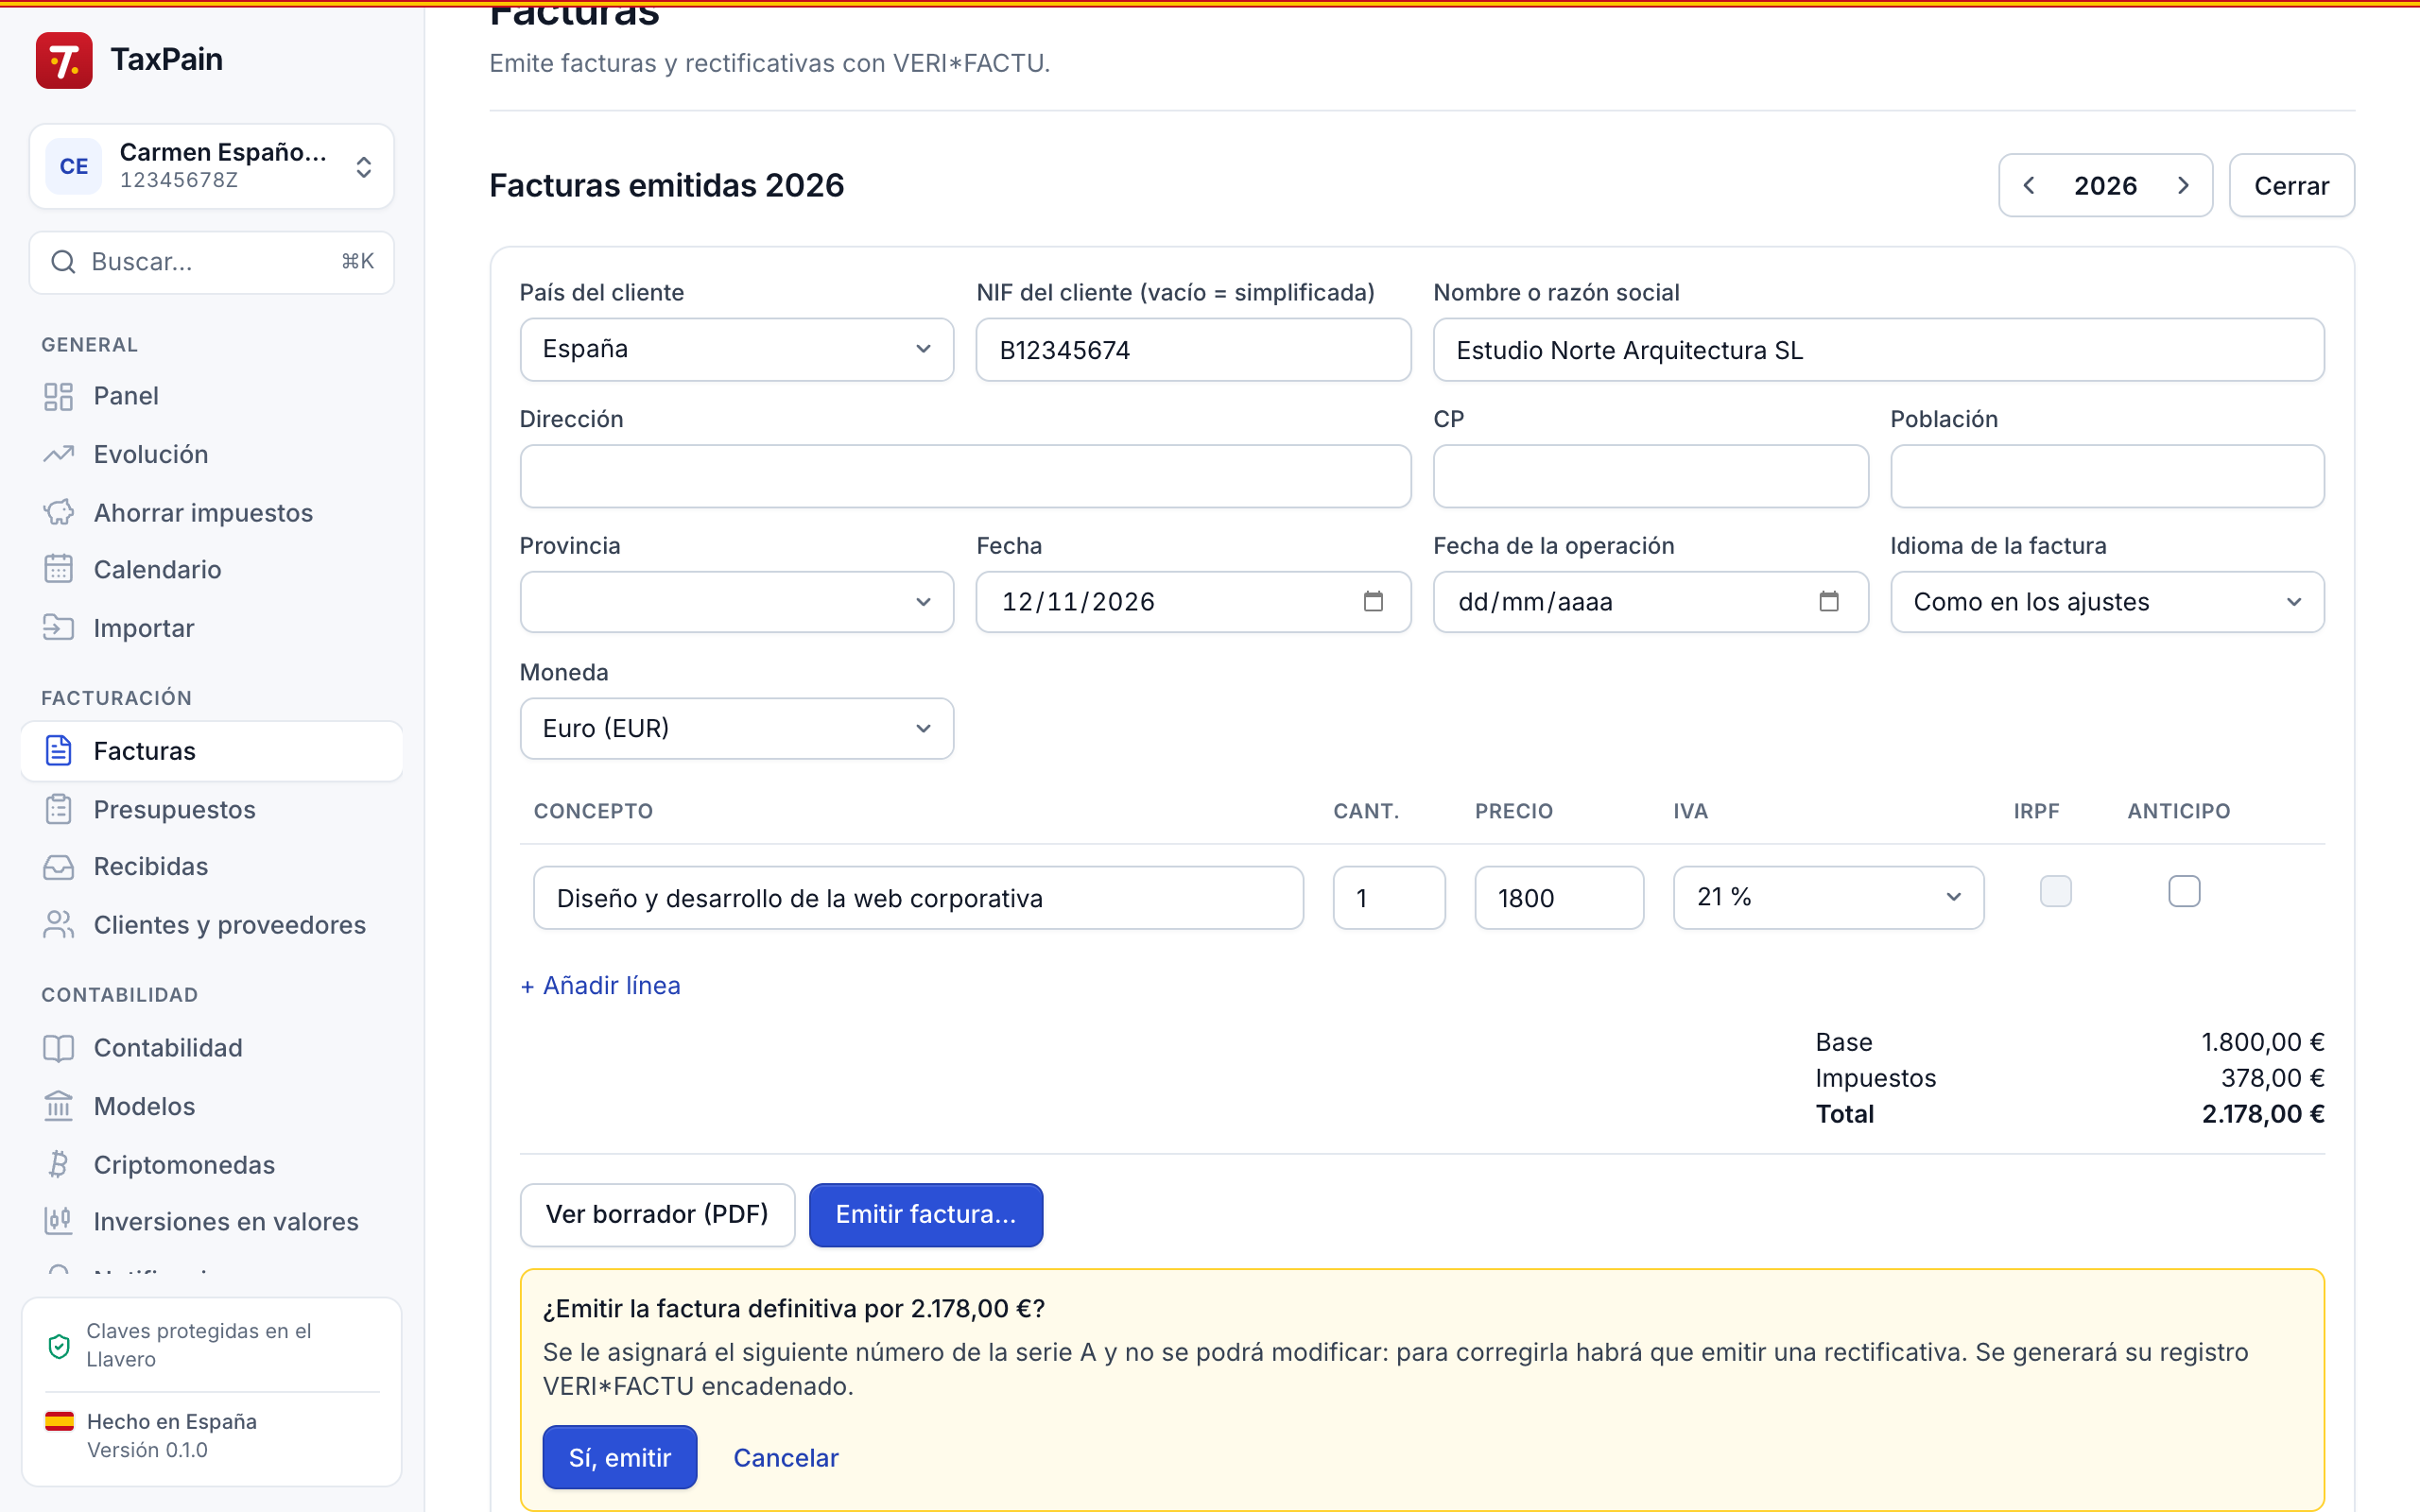 TaxPain
CE
Carmen Españo...
12345678Z
Buscar...
⌘K
GENERAL
Panel
Evolución
Ahorrar impuestos
Calendario
Importar
FACTURACIÓN
Facturas
Presupuestos
Recibidas
Clientes y proveedores
CONTABILIDAD
Contabilidad
Modelos
Criptomonedas
Inversiones en valores
Claves protegidas en el
Llavero
Hecho en España
Versión 0.1.0
Facturas
Emite facturas y rectificativas con VERI*FACTU.
Facturas emitidas 2026
2026
Cerrar
País del cliente
NIF del cliente (vacío = simplificada)
Nombre o razón social
España
B12345674
Estudio Norte Arquitectura SL
Dirección
CP
Población
Provincia
Fecha
Fecha de la operación
Idioma de la factura
12/11/2026
dd/mm/aaaa
Como en los ajustes
Moneda
Euro (EUR)
CONCEPTO
CANT.
PRECIO
IVA
IRPF
ANTICIPO
Diseño y desarrollo de la web corporativa
1
1800
21 %
+ Añadir línea
Base 1.800,00 €
Impuestos 378,00 €
Total 2.178,00 €
Ver borrador (PDF)
Emitir factura...
¿Emitir la factura definitiva por 2.178,00 €?
Se le asignará el siguiente número de la serie A y no se podrá modificar: para corregirla habrá que emitir una rectificativa. Se generará su registro
VERI*FACTU encadenado.
Sí, emitir
Cancelar